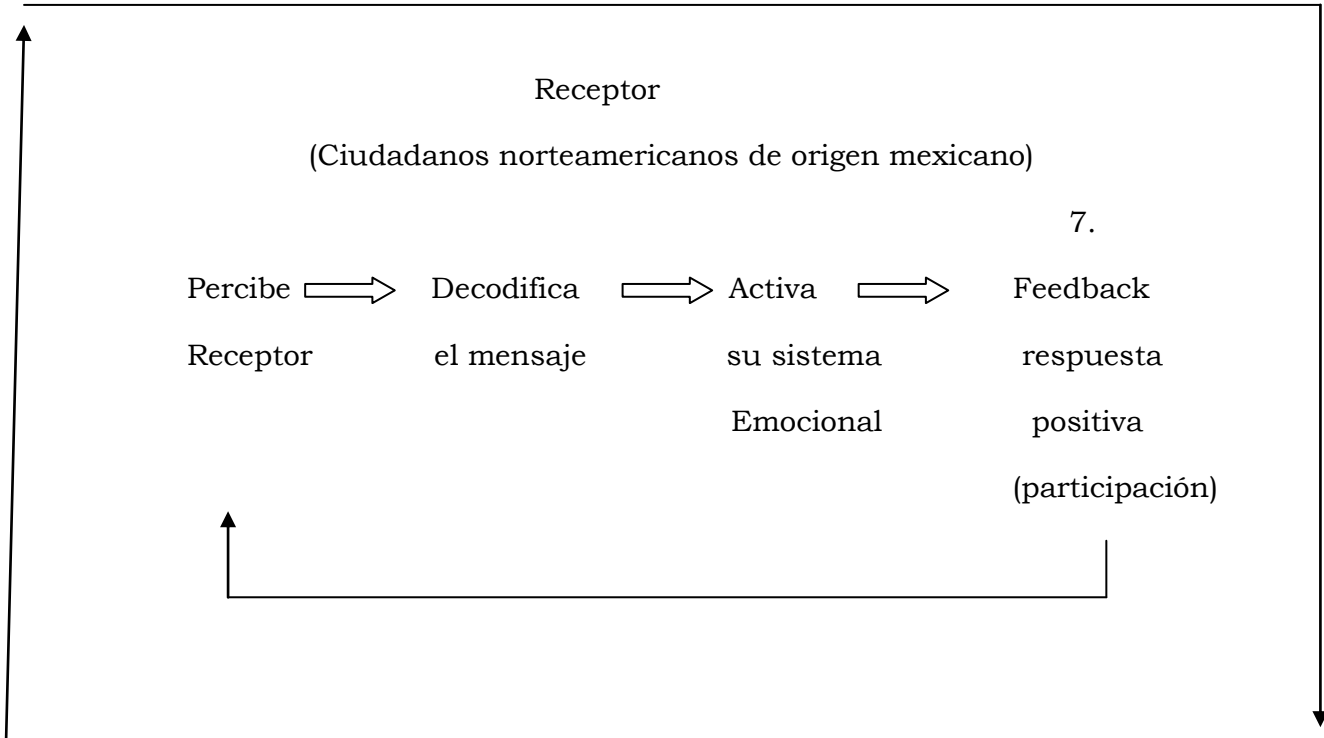 Receptor
(Ciudadanos norteamericanos de origen mexicano)
7.
Percibe Decodifica Activa Feedback
Receptor el mensaje su sistema respuesta
Emocional positiva
(participación)